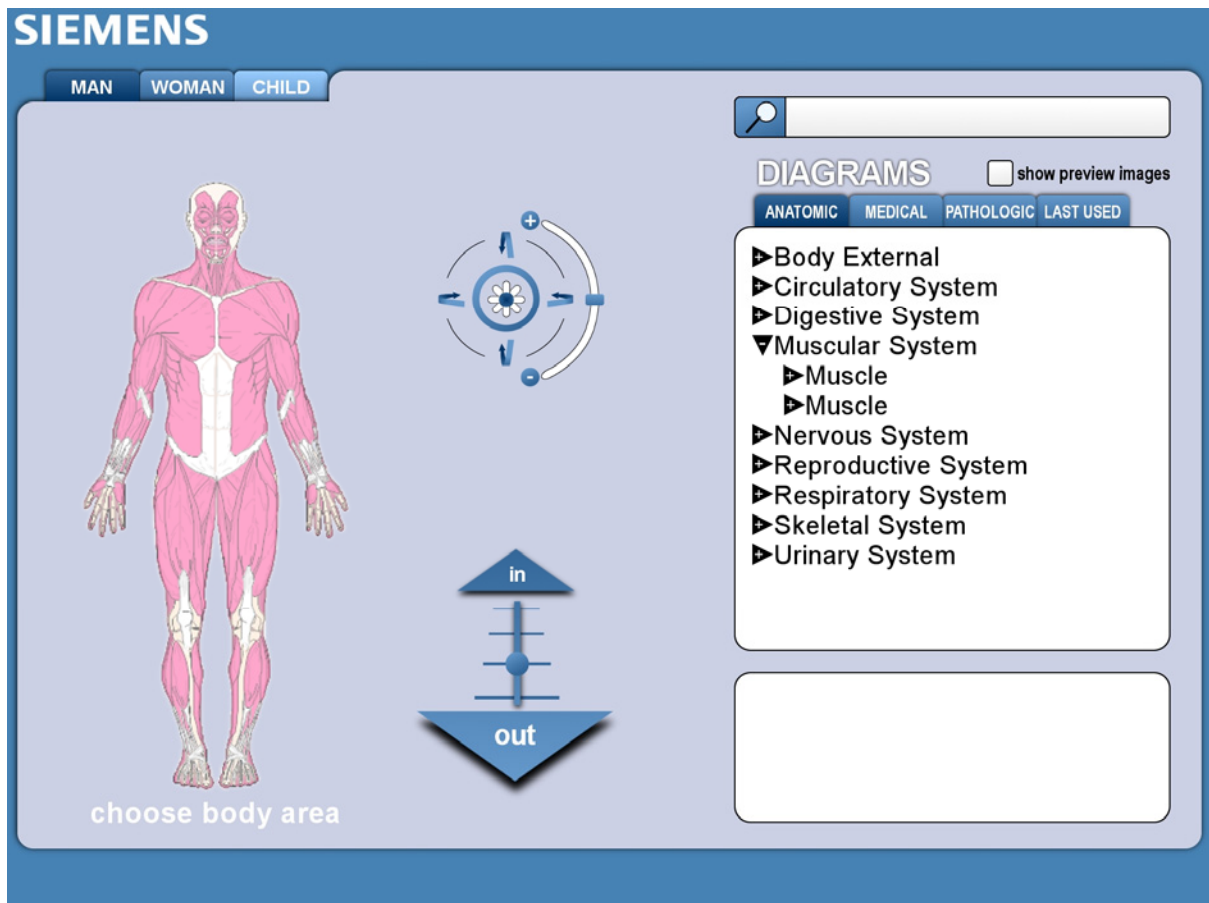 SIEMENS
MAN WOMAN CHILD
DIAGRAMS
show preview images
ANATOMIC MEDICAL PATHOLOGIC LAST USED
Body External
Circulatory System
Digestive System
Muscular System
Muscle
Muscle
Nervous System
Reproductive System
Respiratory System
Skeletal System
Urinary System
in
out
choose body area